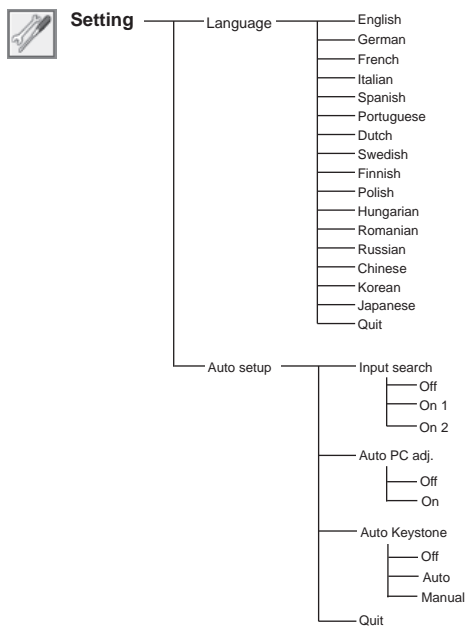 Setting
Language
English
German
French
Italian
Spanish
Portuguese
Dutch
Swedish
Finnish
Polish
Hungarian
Romanian
Russian
Chinese
Korean
Japanese
Quit
Auto setup
Input search
Off
On 1
On 2
Auto PC adj.
Off
On
Auto Keystone
Off
Auto
Manual
Quit